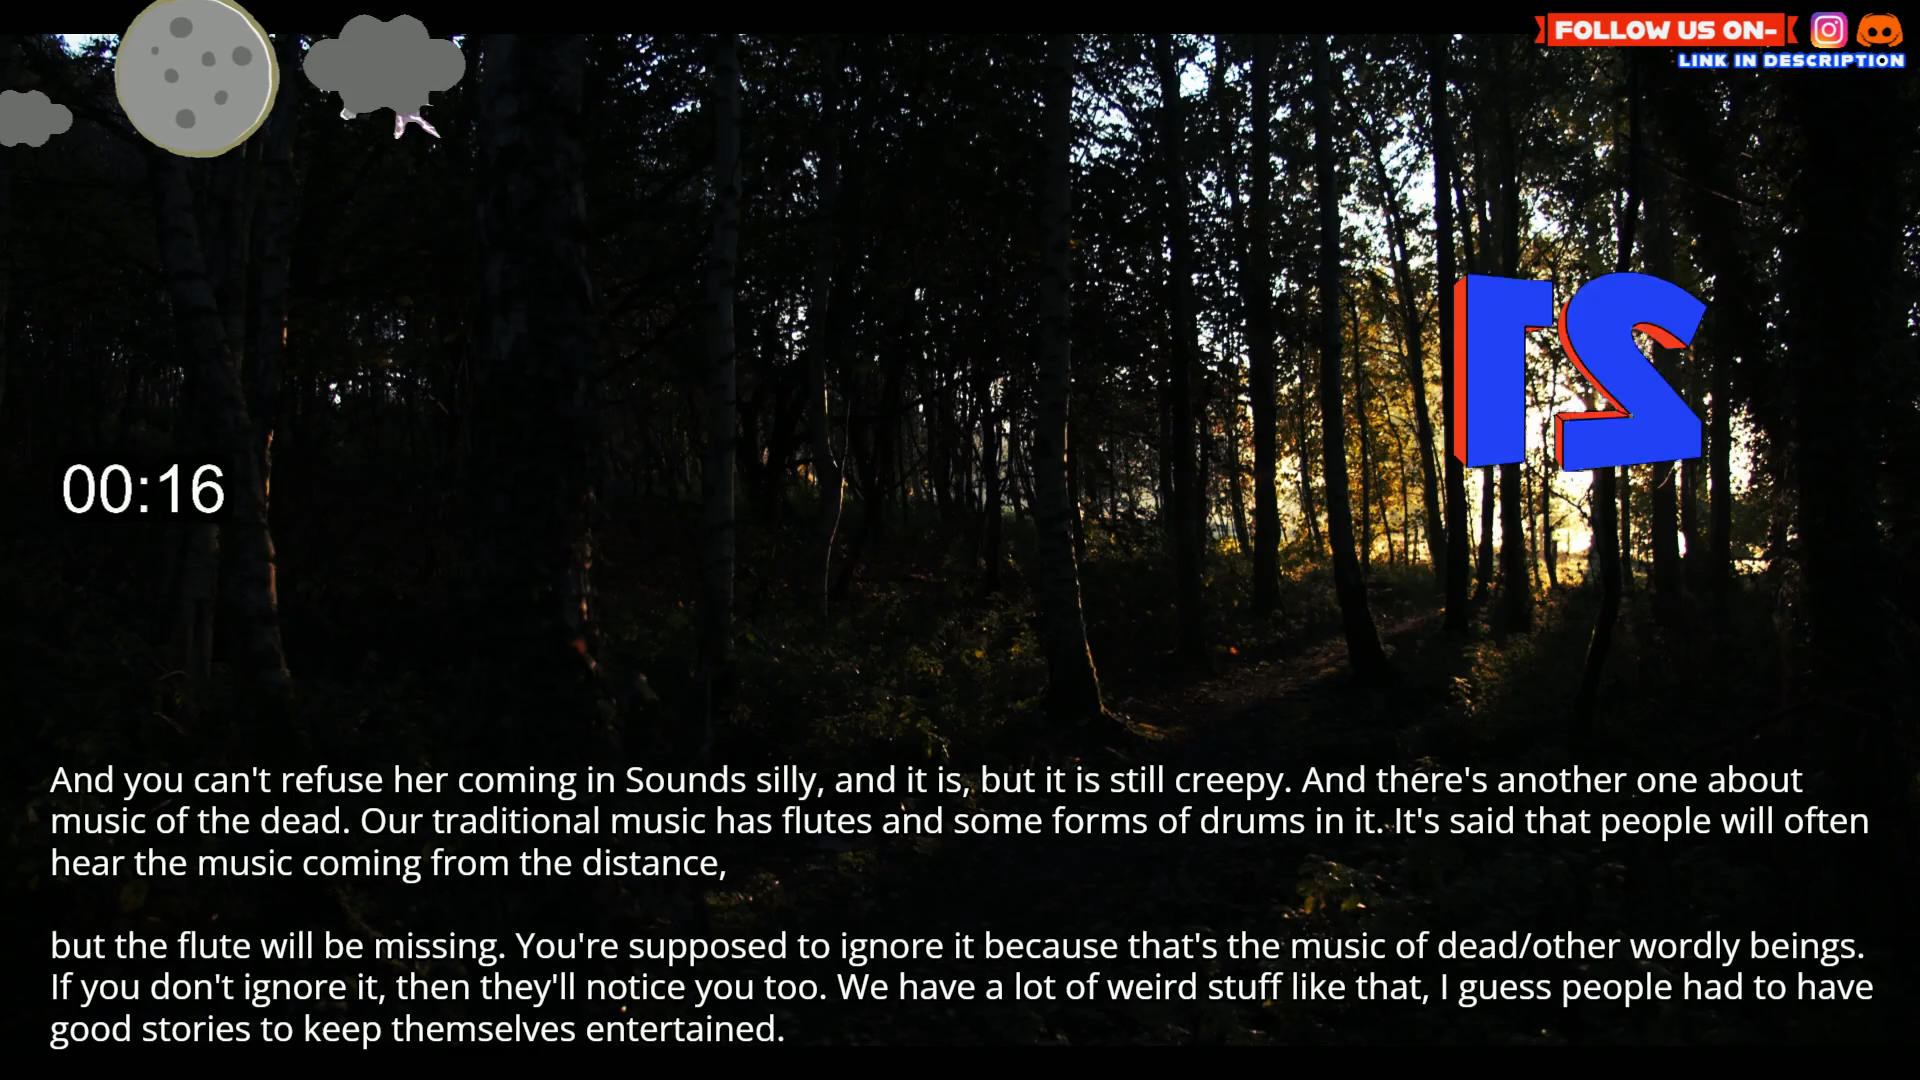 FOLLOW US ON-
LINK IN DESCRIPTION
21
00:16
And you can't refuse her coming in Sounds silly, and it is, but it is still creepy. And there's another one about
music of the dead. Our traditional music has flutes and some forms of drums in it. It's said that people will often
hear the music coming from the distance,
but the flute will be missing. You're supposed to ignore it because that's the music of dead/other wordly beings.
If you don't ignore it, then they'll notice you too. We have a lot of weird stuff like that, I guess people had to have
good stories to keep themselves entertained.